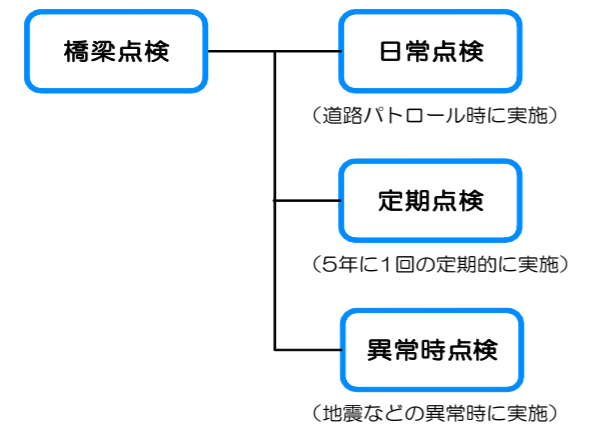 橋梁点検
日常点検
（道路パトロール時に実施）
定期点検
（5年に1回の定期的に実施）
異常時点検
（地震などの異常時に実施）